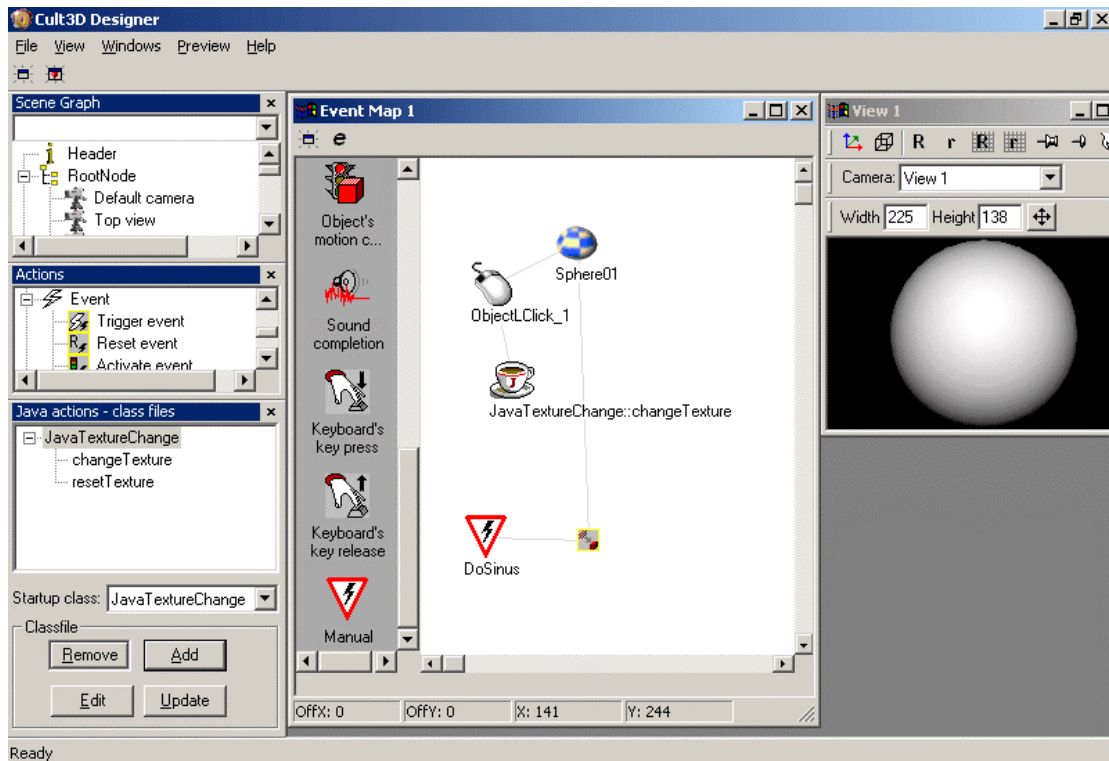 Cult3D Designer
File View Windows Preview Help
Scene Graph
Header
RootNode
Default camera
Top view
Actions
Event
Trigger event
Reset event
Activate event
Java actions - class files
JavaTextureChange
changeTexture
resetTexture
Startup class: JavaTextureChange
Classfile
Remove Add
Edit Update
Ready
Event Map 1
e
Object's
motion c...
Sound
completion
Keyboard's
key press
Keyboard's
key release
Manual
Sphere01
ObjectLClick_1
J
JavaTextureChange::changeTexture
DoSinus
OffX: 0 OffY: 0 X: 141 Y: 244
View 1
R r R r
Camera: View 1
Width 225 Height 138